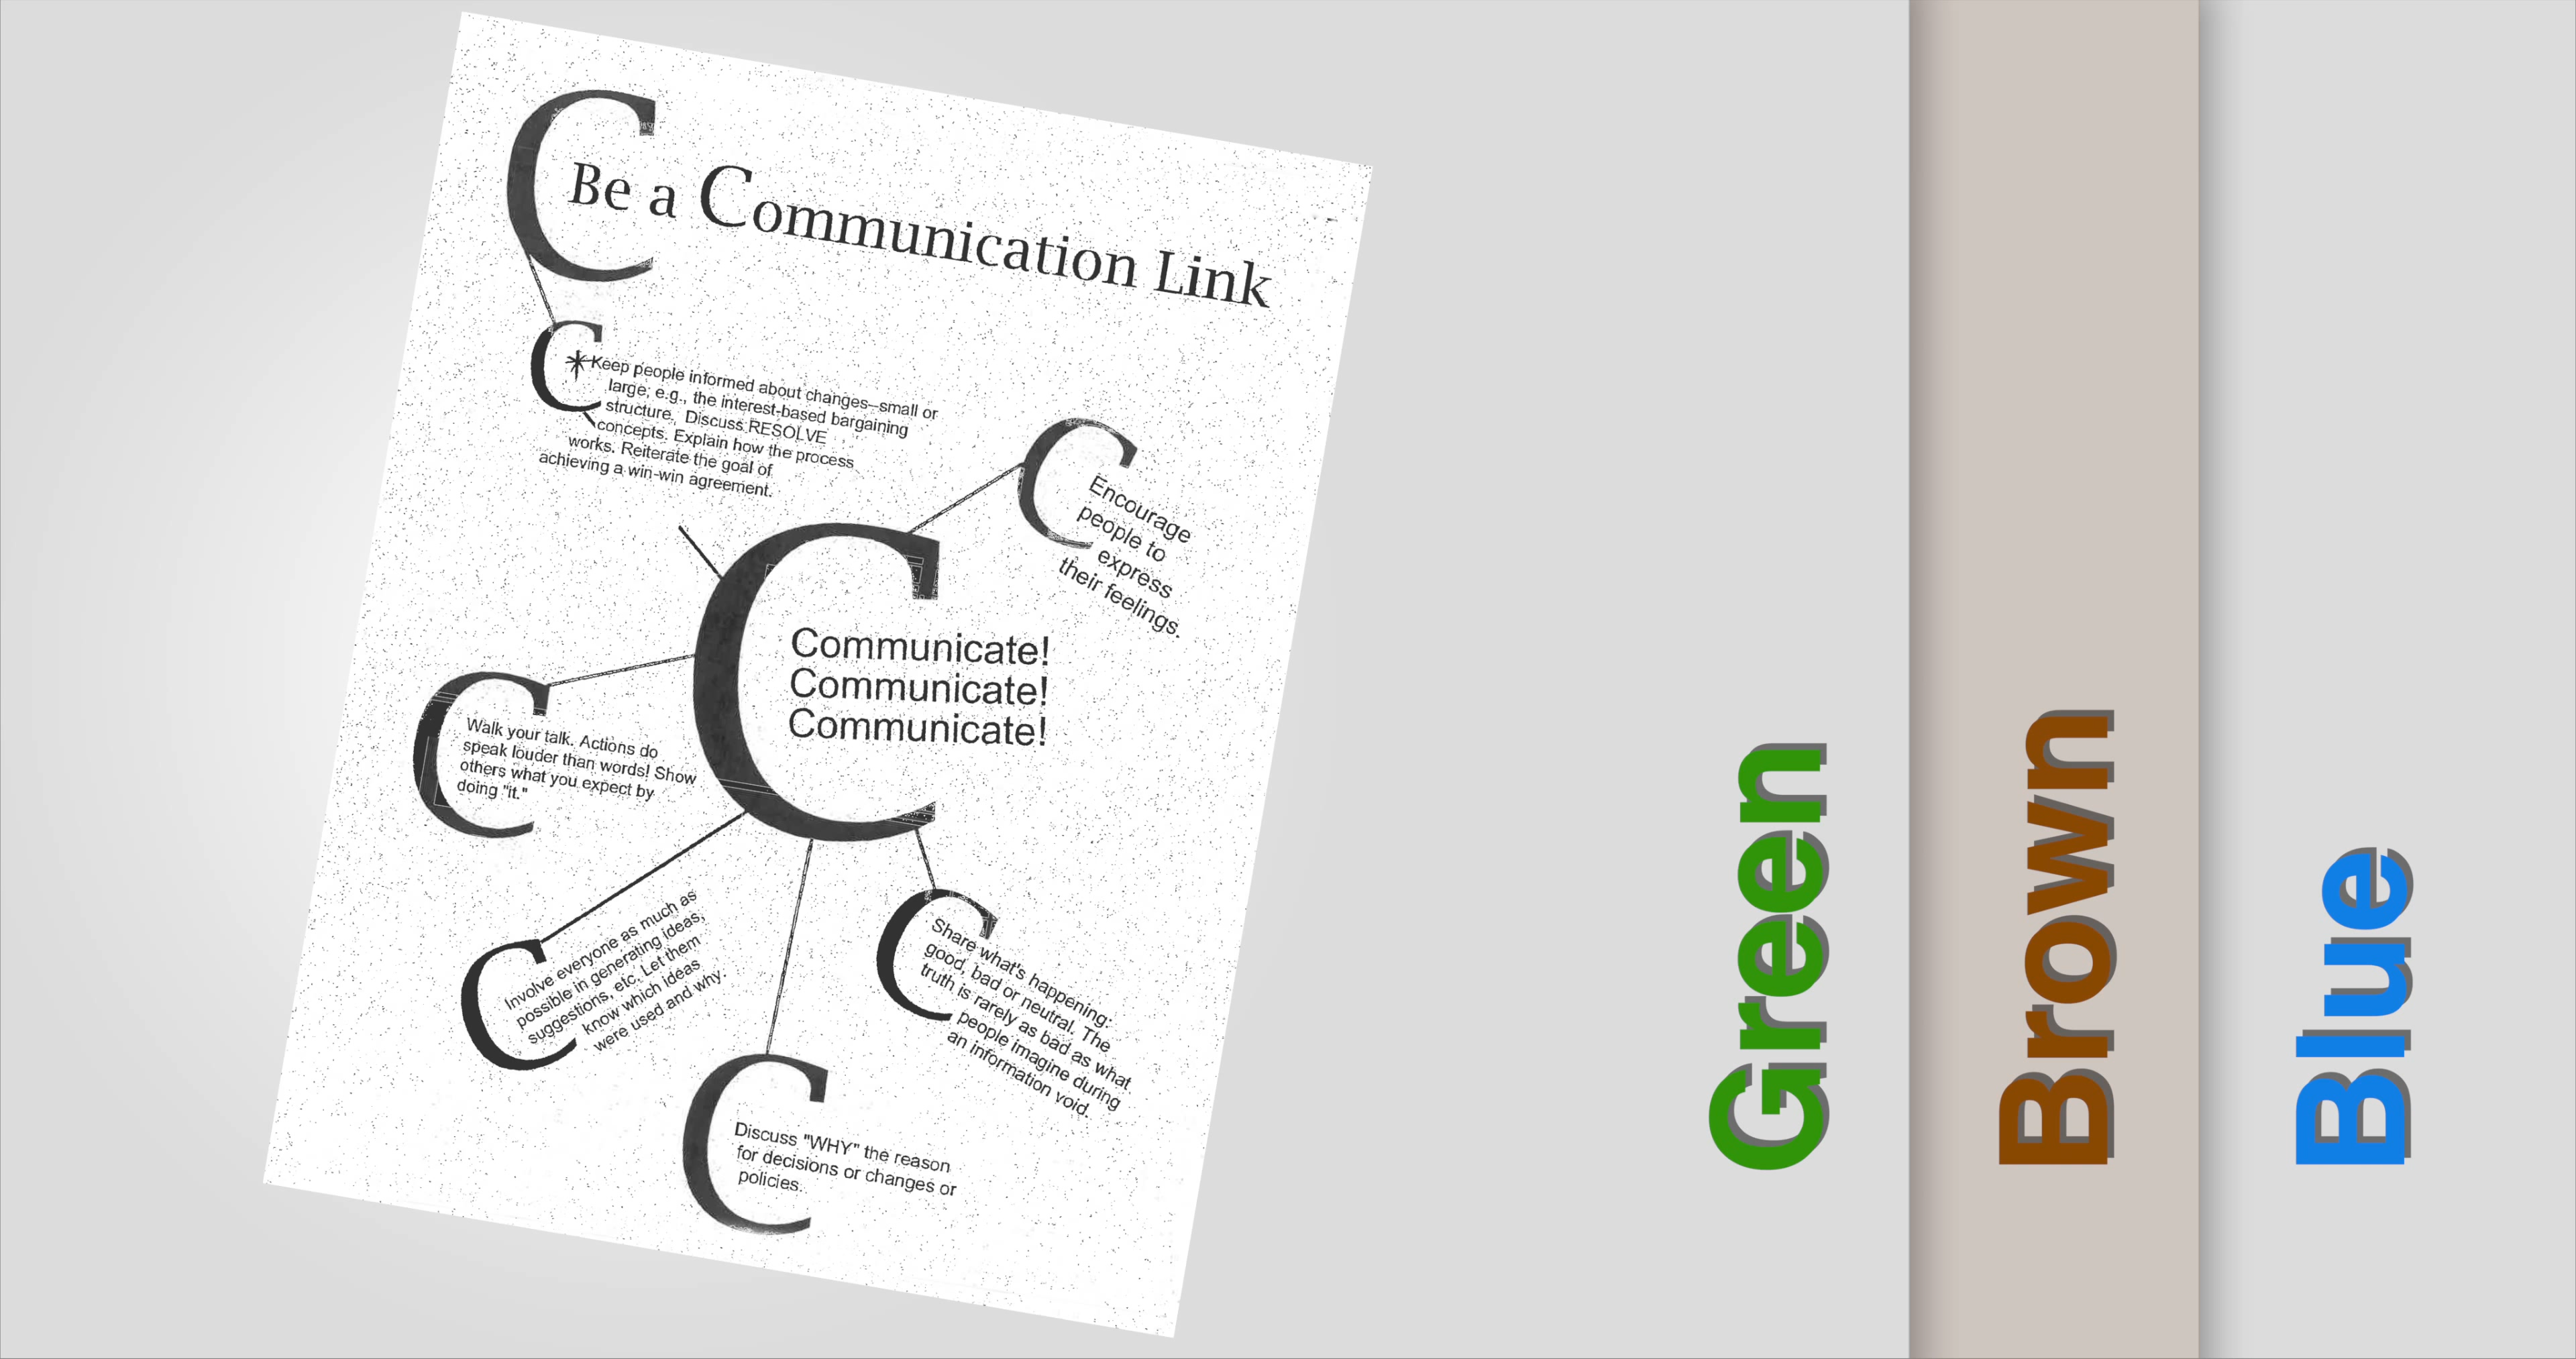 Be a Communication Link
Keep people informed about changes--small or
large; e.g., the interest-based bargaining
structure. Discuss RESOLVE
concepts. Explain how the process
works. Reiterate the goal of
achieving a win-win agreement.
Encourage
people to
express
their feelings.
Communicate!
Communicate!
Communicate!
Walk your talk. Actions do
speak louder than words! Show
others what you expect by
doing "it."
Involve everyone as much as
possible in generating ideas,
suggestions, etc. Let them
know which ideas
were used and why.
Share what's happening:
good, bad or neutral. The
truth is rarely as bad as what
people imagine during
an information void.
Discuss "WHY" the reason
for decisions or changes or
policies.
Green
Brown
Blue